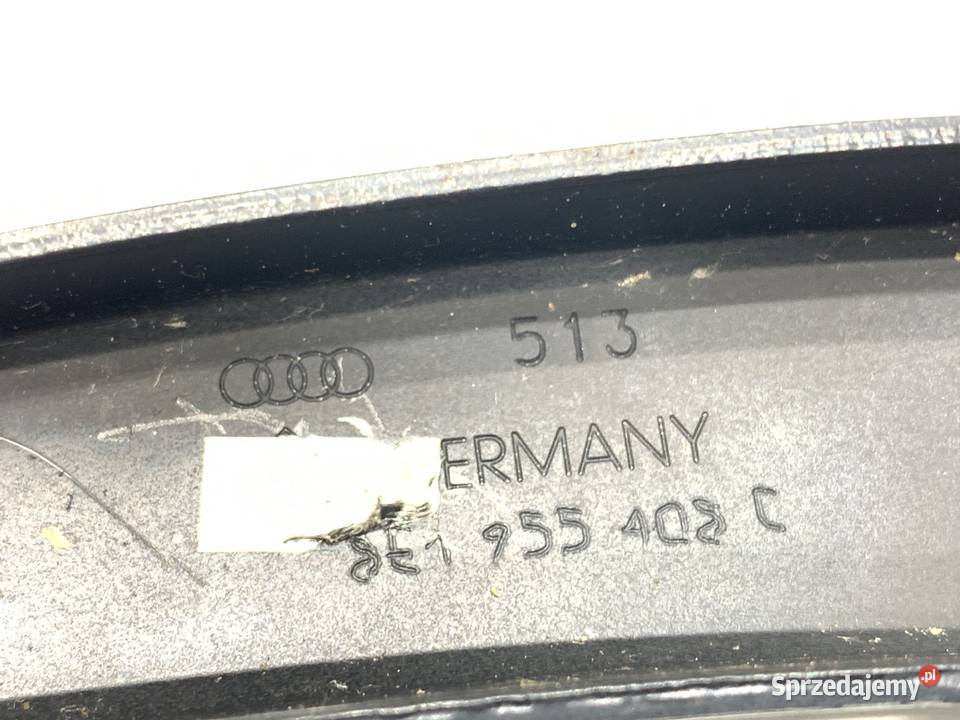 513
ERMANY
8E1 955 408 C
Sprzedajemy.pl